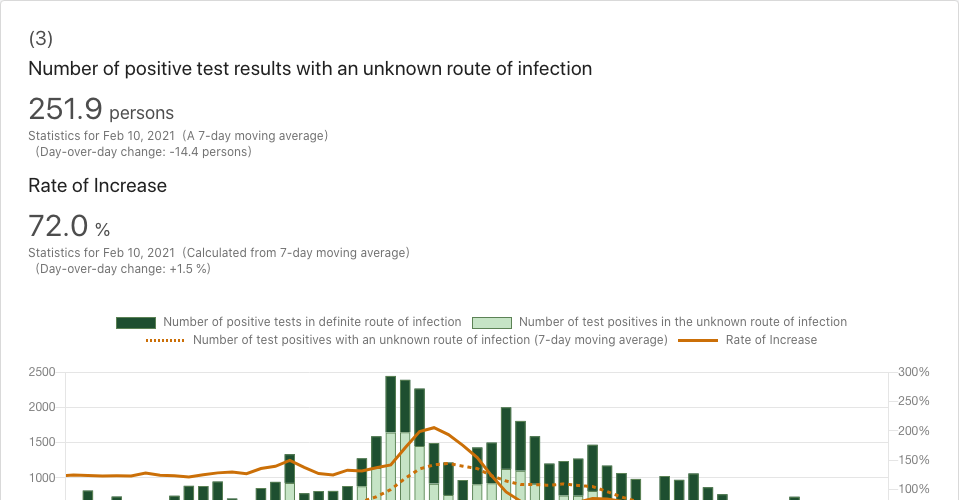 (3)
Number of positive test results with an unknown route of infection
251.9 persons
Statistics for Feb 10, 2021 (A 7-day moving average)
(Day-over-day change: -14.4 persons)
Rate of Increase
72.0 %
Statistics for Feb 10, 2021 (Calculated from 7-day moving average)
(Day-over-day change: +1.5 %)
Number of positive tests in definite route of infection Number of test positives in the unknown route of infection
Number of test positives with an unknown route of infection (7-day moving average) Rate of Increase
2500 300%
250%
2000
200%
1500
150%
1000
100%